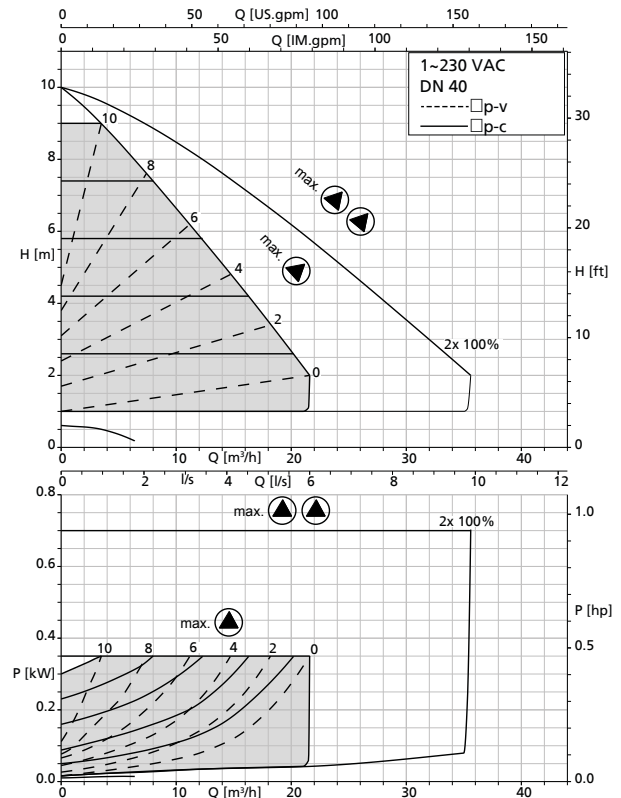 Q [US.gpm]
0 50 100 150
Q [IM.gpm]
0 50 100 150
1~230 VAC
DN 40
□p-v
□p-c
H [m]
10
8
6
4
2
0
H [ft]
30
20
10
0
10
8
6
4
2
0
max.
max.
2x 100%
0 10 20 30 40
Q [m³/h]
0 2 4 6 8 10 12
l/s
Q [l/s]
P [kW]
0.8
0.6
0.4
0.2
0.0
P [hp]
1.0
0.5
0.0
max.
2x 100%
max.
10 8 6 4 2 0
0 10 20 30 40
Q [m³/h]